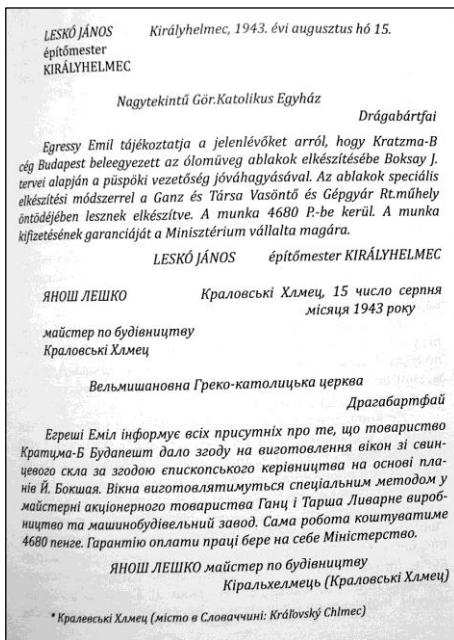 LESKÓ JÁNOS Királyhelmec, 1943. évi augusztus hó 15.
építőmester
KIRÁLYHELMEC
Nagytekintű Gör.Katolikus Egyház
Drágabártfai
Egressy Emil tájékoztatja a jelenlévőket arról, hogy Kratzma-B
cég Budapest beleegyezett az ólomüveg ablakok elkészítésébe Boksay J.
tervei alapján a püspöki vezetőség jóváhagyásával. Az ablakok speciális
elkészítési módszerrel a Ganz és Társa Vasöntő és Gépgyár Rt.műhely
öntödéjében lesznek elkészítve. A munka 4680 P.-be kerül. A munka
kifizetésének garanciáját a Minisztérium vállalta magára.
LESKÓ JÁNOS építőmester KIRÁLYHELMEC
ЯНОШ ЛЕШКО Краловські Хлмец, 15 число серпня
місяця 1943 року
майстер по будівництву
Краловські Хлмец
Вельмишановна Греко-католицька церква
Драгабартфай
Егреші Еміл інформує всіх присутніх про те, що товариство
Кратцма-Б Будапешт дало згоду на виготовлення вікон зі свин-
цевого скла за згодою єпископського керівництва на основі пла-
нів Й. Бокшая. Вікна виготовлятимуться спеціальним методом у
майстерні акціонерного товариства Ганц і Тарша Ливарне вироб-
ництво та машинобудівельний завод. Сама робота коштуватиме
4680 пенге. Гарантію оплати праці бере на себе Міністерство.
ЯНОШ ЛЕШКО майстер по будівництву
Кіральхелмець (Краловські Хлмец)
* Кралевські Хлмец (місто в Словаччині: Kráľovský Chlmec)